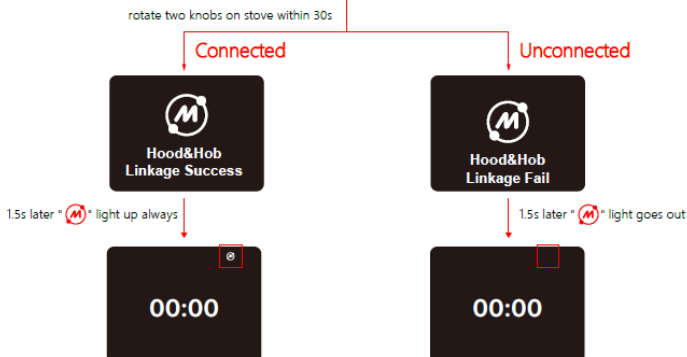 rotate two knobs on stove within 30s
Connected
Unconnected
M
Hood&Hob
Linkage Success
M
Hood&Hob
Linkage Fail
1.5s later " M " light up always
1.5s later " M " light goes out
M
00:00
00:00